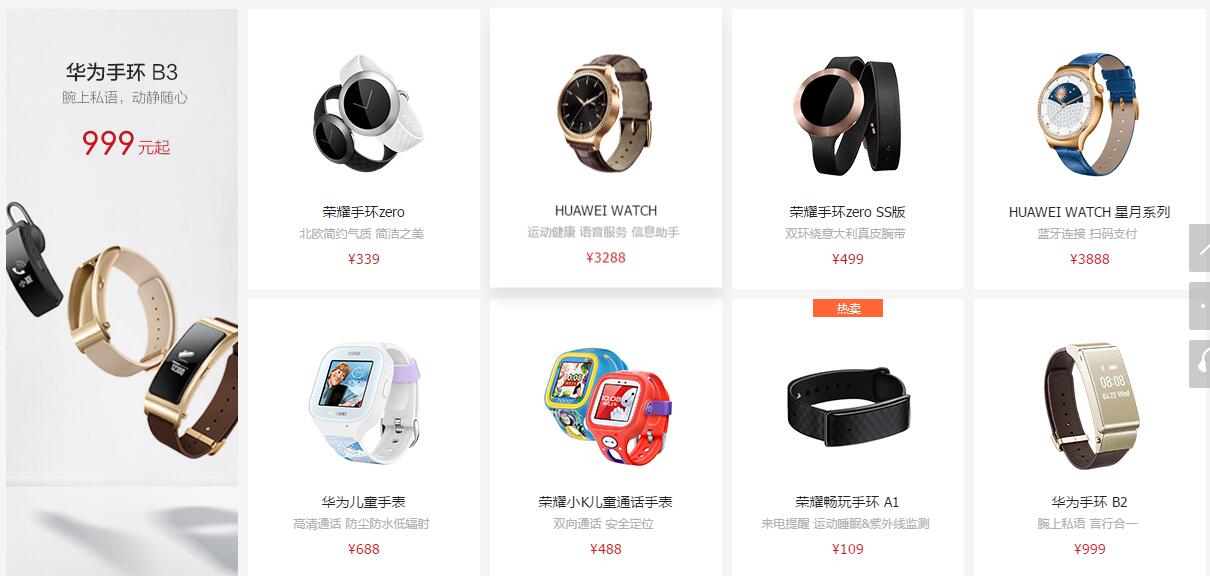 华为手环 B3
腕上私语，动静随心
999元起
小夏
荣耀手环zero
北欧简约气质 简洁之美
¥339
HUAWEI WATCH
运动健康 语音服务 信息助手
¥3288
荣耀手环zero SS版
双环绕意大利真皮腕带
¥499
HUAWEI WATCH 星月系列
蓝牙连接 扫码支付
¥3888
华为儿童手表
高清通话 防尘防水低辐射
¥688
荣耀小K儿童通话手表
双向通话 安全定位
¥488
热卖
荣耀畅玩手环 A1
来电提醒 运动睡眠&紫外线监测
¥109
08:08
04.22 Wed
华为手环 B2
腕上私语 言行合一
¥999